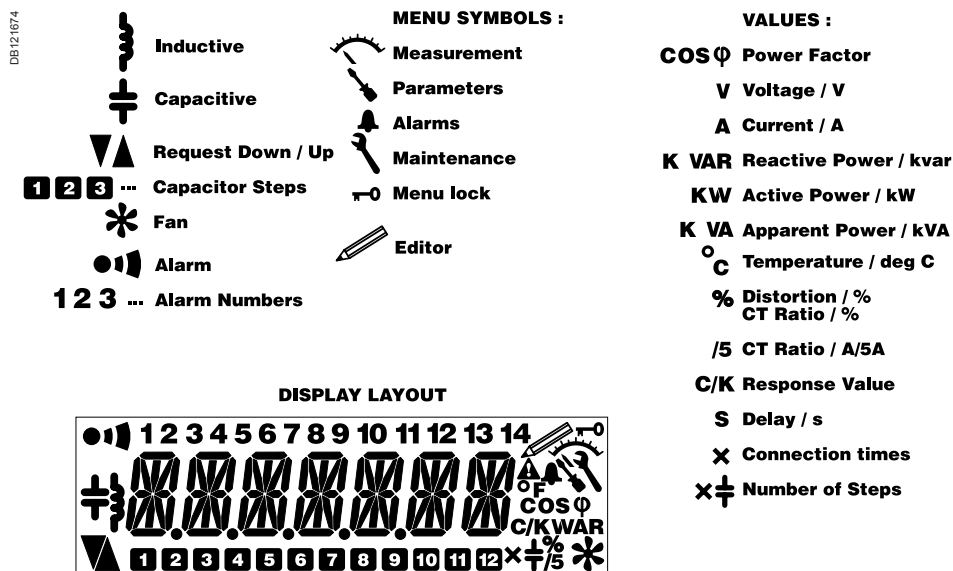 DB121674
Inductive
Capacitive
Request Down / Up
1 2 3 ... Capacitor Steps
Fan
Alarm
1 2 3 ... Alarm Numbers
MENU SYMBOLS :
Measurement
Parameters
Alarms
Maintenance
Menu lock
Editor
VALUES :
COS φ Power Factor
V Voltage / V
A Current / A
K VAR Reactive Power / kvar
KW Active Power / kW
K VA Apparent Power / kVA
°C Temperature / deg C
% Distortion / %
CT Ratio / %
/5 CT Ratio / A/5A
C/K Response Value
S Delay / s
× Connection times
× Number of Steps
DISPLAY LAYOUT
1 2 3 4 5 6 7 8 9 10 11 12 13 14
°F
COS φ
C/KWAR
1 2 3 4 5 6 7 8 9 10 11 12 × %
/5